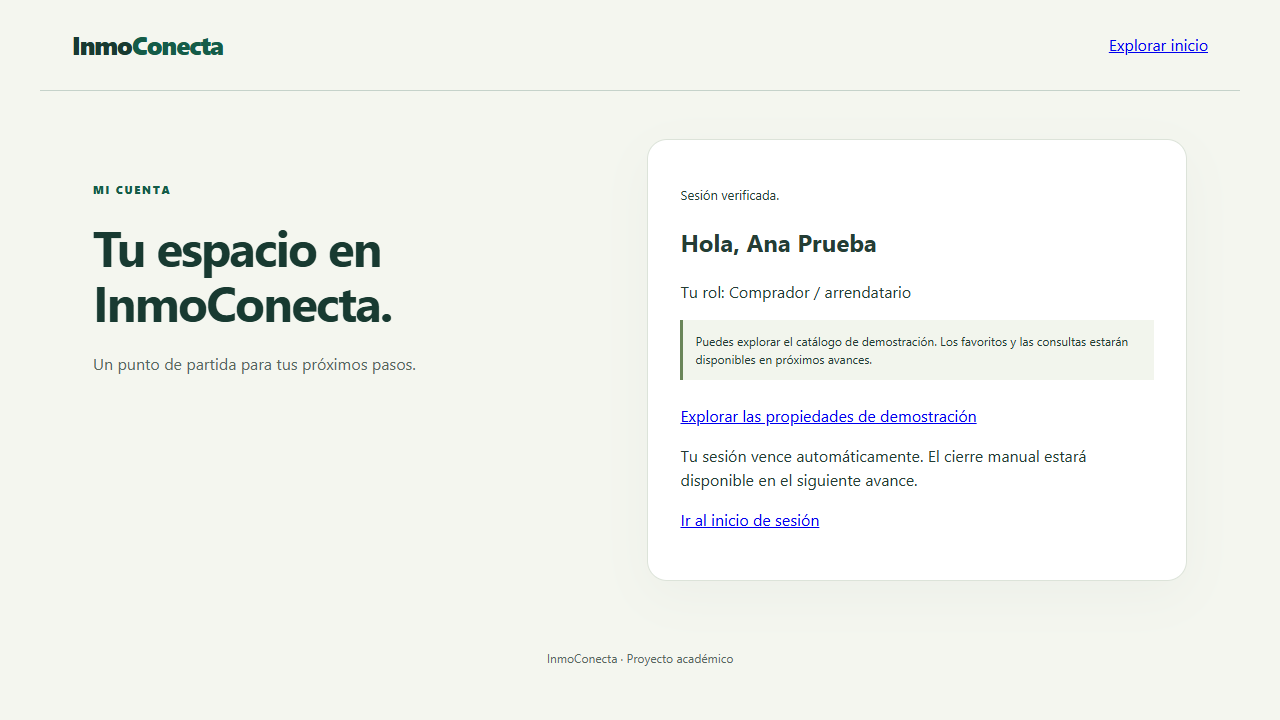 InmoConecta
Explorar inicio
MI CUENTA
Tu espacio en
InmoConecta.
Un punto de partida para tus próximos pasos.
Sesión verificada.
Hola, Ana Prueba
Tu rol: Comprador / arrendatario
Puedes explorar el catálogo de demostración. Los favoritos y las consultas estarán
disponibles en próximos avances.
Explorar las propiedades de demostración
Tu sesión vence automáticamente. El cierre manual estará
disponible en el siguiente avance.
Ir al inicio de sesión
InmoConecta · Proyecto académico